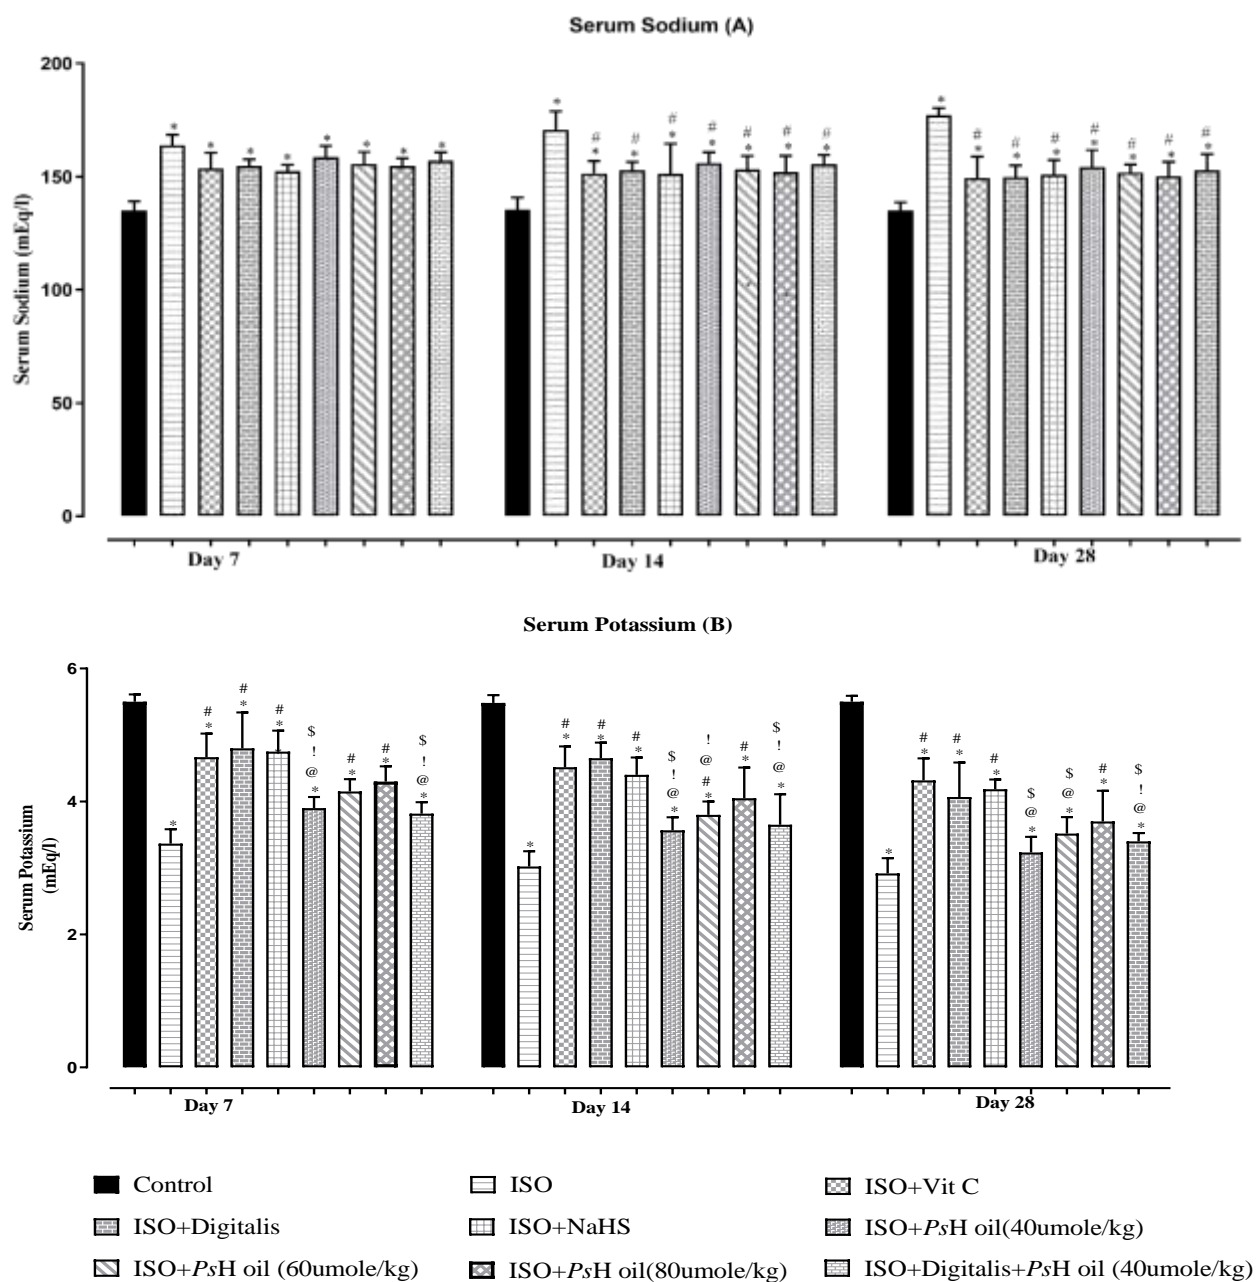 Serum Sodium (A)
200
150
100
50
0
Serum Sodium (mEq/l)
* * * * * * * * *
* # # # # # # #
* * * * * * *
* # # # # # # #
* * * * * * *
Day 7 Day 14 Day 28
Serum Potassium (B)
6
4
2
0
Serum Potassium
(mEq/l)
* #* #* #* $!@* #* #* $!@*
* #* #* #* $!@* !@#* #* $!@*
* #* #* #* $@* $@* #* $!@*
Day 7 Day 14 Day 28
Control ISO ISO+Vit C
ISO+Digitalis ISO+NaHS ISO+PsH oil(40umole/kg)
ISO+PsH oil (60umole/kg) ISO+PsH oil(80umole/kg) ISO+Digitalis+PsH oil (40umole/kg)